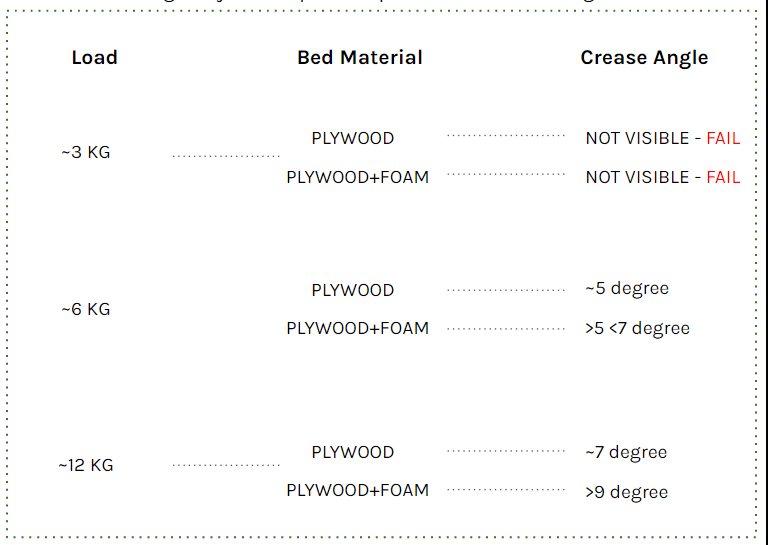 Load Bed Material Crease Angle
~3 KG
PLYWOOD NOT VISIBLE - FAIL
PLYWOOD+FOAM NOT VISIBLE - FAIL
~6 KG
PLYWOOD ~5 degree
PLYWOOD+FOAM >5 <7 degree
~12 KG
PLYWOOD ~7 degree
PLYWOOD+FOAM >9 degree